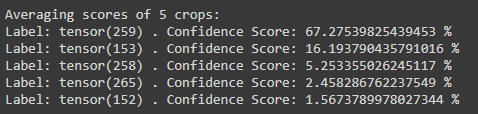 Averaging scores of 5 crops:
Label: tensor(259) . Confidence Score: 67.27539825439453 %
Label: tensor(153) . Confidence Score: 16.193790435791016 %
Label: tensor(258) . Confidence Score: 5.253355026245117 %
Label: tensor(265) . Confidence Score: 2.458286762237549 %
Label: tensor(152) . Confidence Score: 1.5673789978027344 %